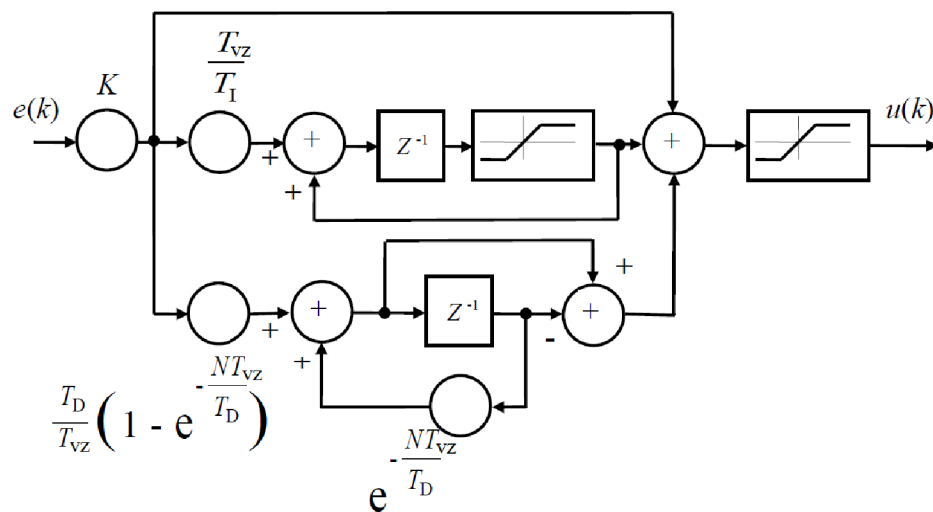 T_vz
T_I
K
e(k)
u(k)
+
+
+
Z⁻¹
+
+
+
+
Z⁻¹
+
-
+
T_D/T_vz(1 - e^(-NT_vz/T_D))
e^(-NT_vz/T_D)